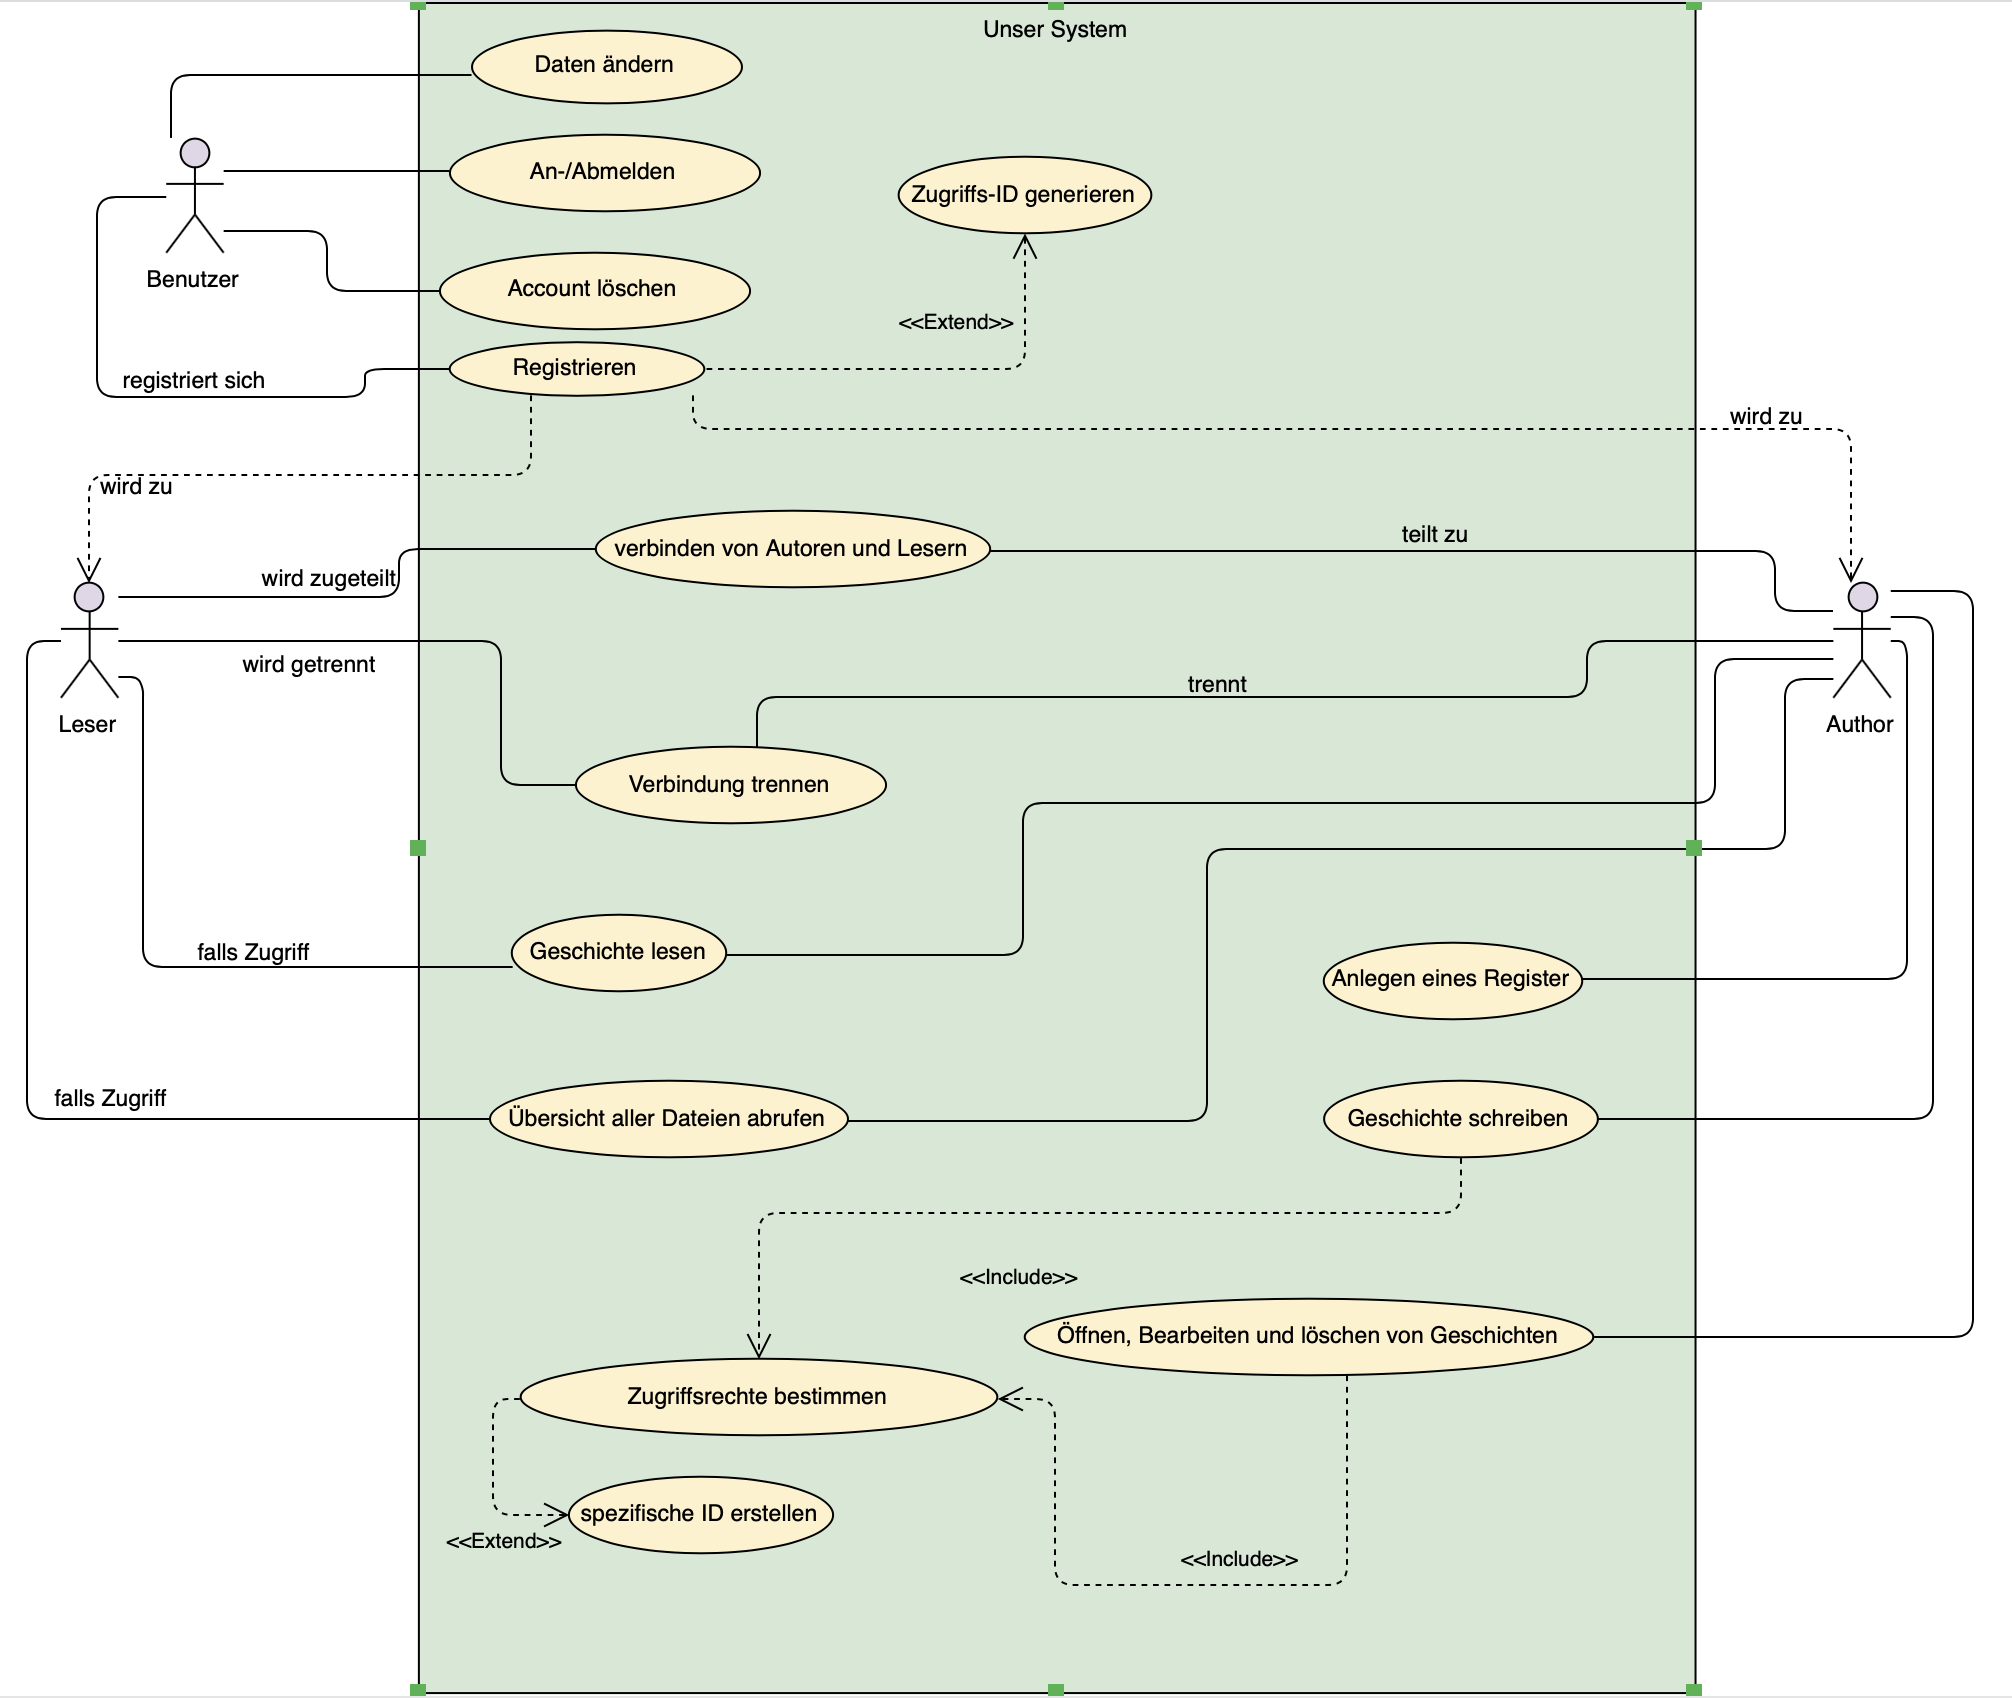 Unser System
Daten ändern
An-/Abmelden
Zugriffs-ID generieren
Benutzer
Account löschen
<<Extend>>
Registrieren
registriert sich
wird zu
wird zu
teilt zu
verbinden von Autoren und Lesern
wird zugeteilt
wird getrennt
trennt
Leser
Author
Verbindung trennen
Geschichte lesen
falls Zugriff
Anlegen eines Register
falls Zugriff
Übersicht aller Dateien abrufen
Geschichte schreiben
<<Include>>
Öffnen, Bearbeiten und löschen von Geschichten
Zugriffsrechte bestimmen
spezifische ID erstellen
<<Extend>>
<<Include>>